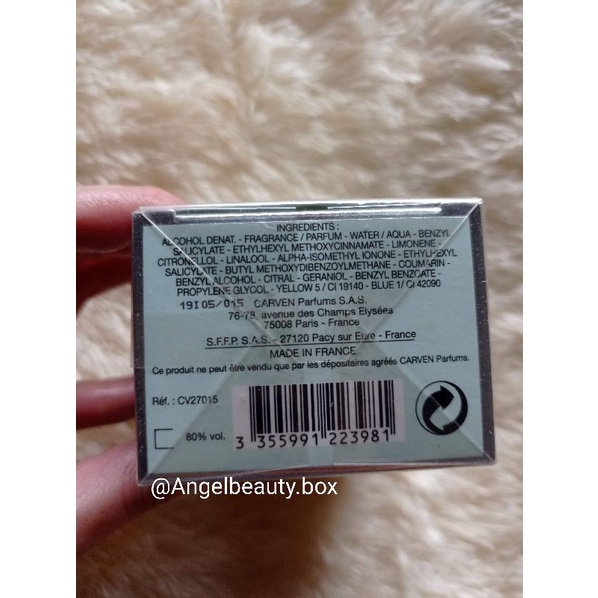 INGREDIENTS :
ALCOHOL DENAT. - FRAGRANCE / PARFUM - WATER / AQUA - BENZYL
SALICYLATE - ETHYLHEXYL METHOXYCINNAMATE - LIMONENE -
CITRONELLOL - LINALOOL - ALPHA-ISOMETHYL IONONE - ETHYLHEXYL
SALICYLATE - BUTYL METHOXYDIBENZOYLMETHANE - COUMARIN -
BENZYL ALCOHOL - CITRAL - GERANIOL - BENZYL BENZOATE -
PROPYLENE GLYCOL - YELLOW 5 / CI 19140 - BLUE 1/ CI 42090
19I05/015 CARVEN Parfums S.A.S.
76-78, avenue des Champs Elysées
75008 Paris - France
S.F.F.P. S.A.S. - 27120 Pacy sur Eure - France
MADE IN FRANCE
Ce produit ne peut être vendu que par les dépositaires agréés CARVEN Parfums.
Réf. : CV27015
80% vol.
3 355991 223981
@Angelbeauty.box